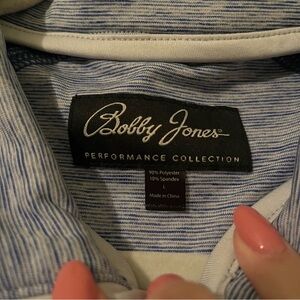 Bobby Jones
PERFORMANCE COLLECTION
90% Polyester
10% Spandex
L
Made in China